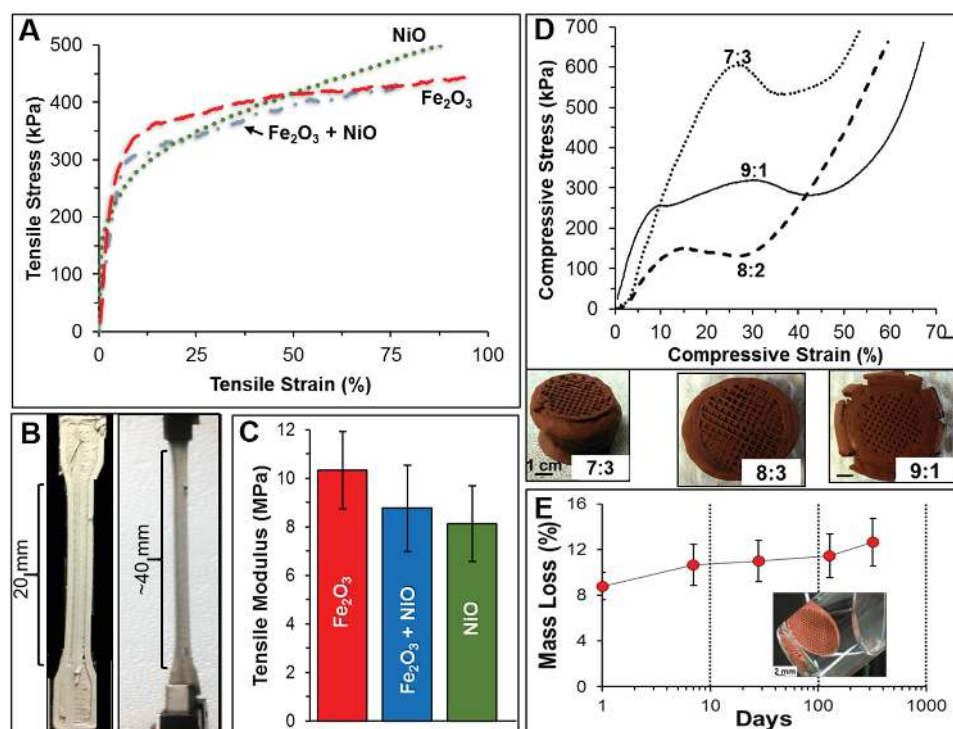 A
500
400
300
200
100
0
Tensile Stress (kPa)
0
25
50
75
100
Tensile Strain (%)
NiO
Fe₂O₃
Fe₂O₃ + NiO
B
20 mm
~40 mm
C
12
10
8
6
4
2
0
Tensile Modulus (MPa)
Fe₂O₃
Fe₂O₃ + NiO
NiO
D
700
600
500
400
300
200
100
0
Compressive Stress (kPa)
0
10
20
30
40
50
60
70
Compressive Strain (%)
7:3
9:1
8:2
1 cm
7:3
8:3
9:1
E
16
12
8
4
0
Mass Loss (%)
1
10
100
1000
Days
2 mm